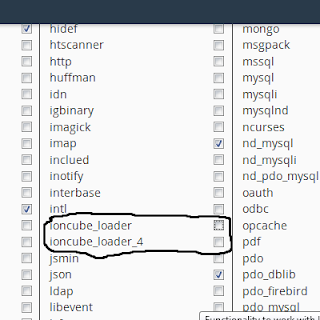 hidef
htscanner
http
huffman
idn
igbinary
imagick
imap
inclued
inotify
interbase
intl
ioncube_loader
ioncube_loader_4
jsmin
json
ldap
libevent
mongo
msgpack
mssql
mysql
mysqli
mysqlnd
ncurses
nd_mysql
nd_mysqli
nd_pdo_mysql
oauth
odbc
opcache
pdf
pdo
pdo_dblib
pdo_firebird
pdo_mysql
Functionality to work with